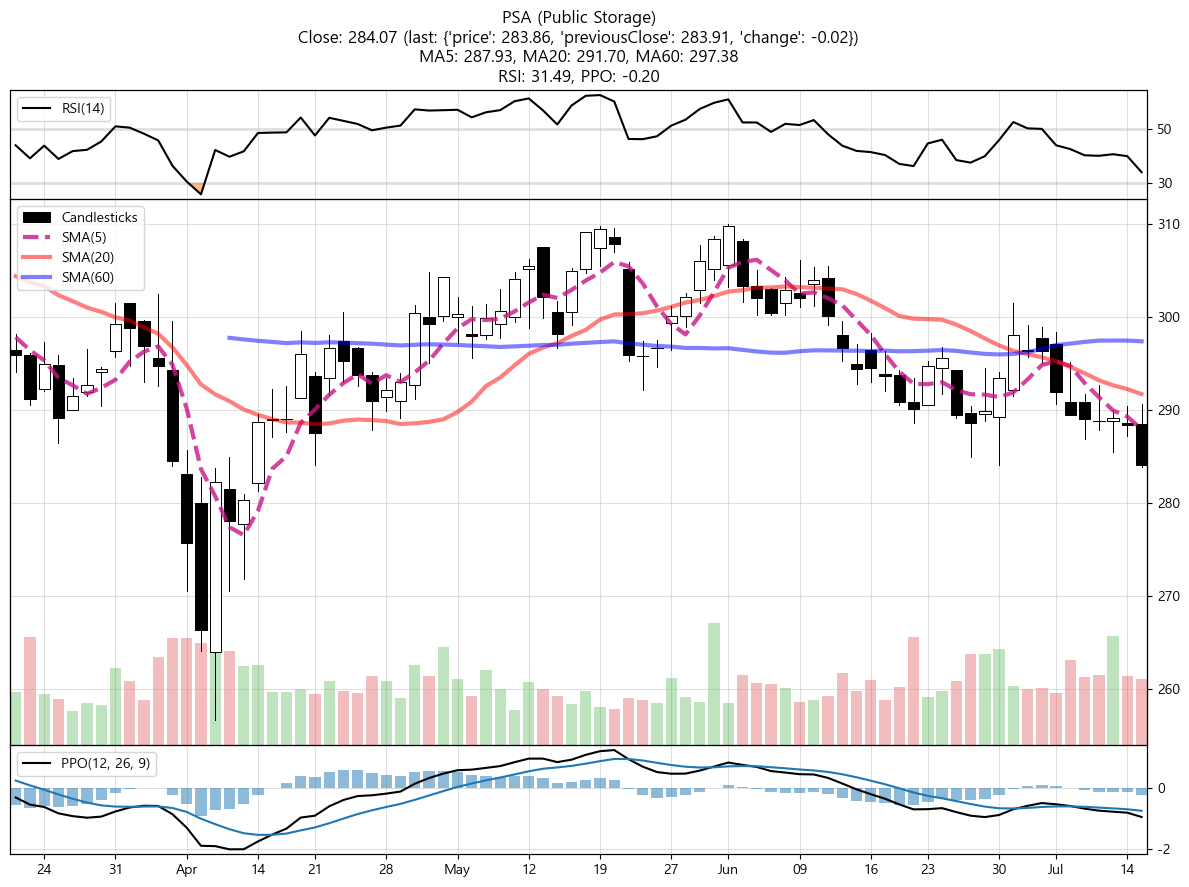 PSA (Public Storage)
Close: 284.07 (last: {'price': 283.86, 'previousClose': 283.91, 'change': -0.02})
MA5: 287.93, MA20: 291.70, MA60: 297.38
RSI: 31.49, PPO: -0.20
RSI(14)
50
30
Candlesticks
SMA(5)
SMA(20)
SMA(60)
310
300
290
280
270
260
PPO(12, 26, 9)
0
-2
24 31 Apr 14 21 28 May 12 19 27 Jun 09 16 23 30 Jul 14